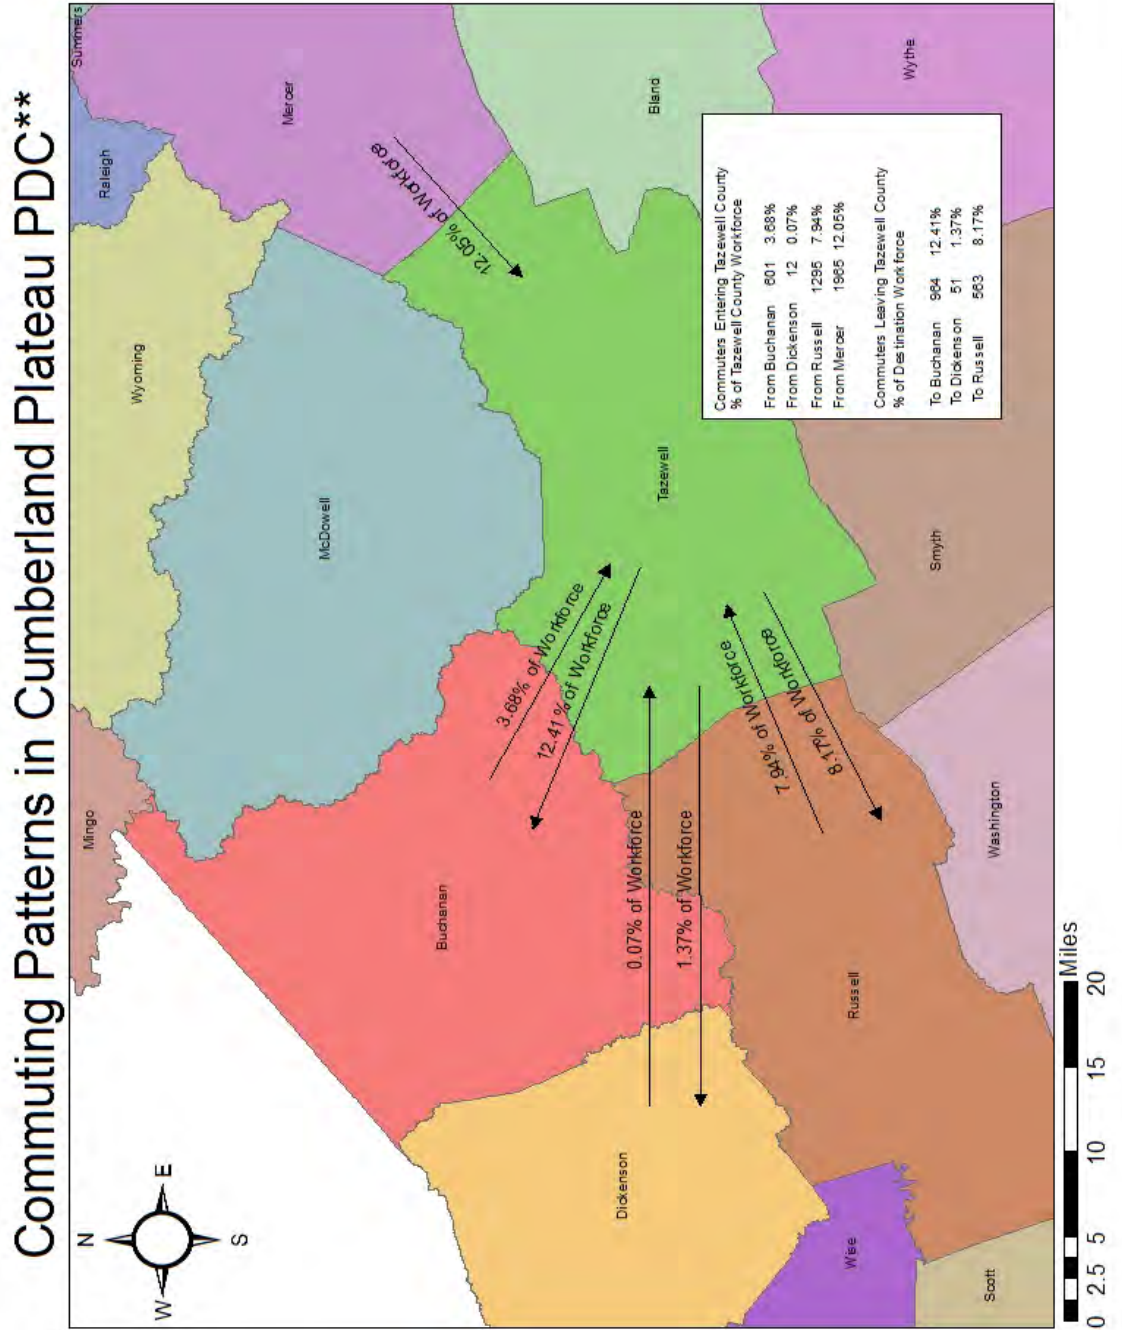 Commuting Patterns in Cumberland Plateau PDC**
N
W
E
S
Summers
Raleigh
Mingo
Wyoming
Mercer
McDowell
Buchanan
Bland
Tazewell
Dickenson
Wythe
Russell
Smyth
Wise
Washington
Scott
12.05% of Workforce
3.68% of Workforce
12.41% of Workforce
0.07% of Workforce
1.37% of Workforce
7.94% of Workforce
8.17% of Workforce
Commuters Entering Tazewell County
% of Tazewell County Workforce
From Buchanan 601 3.68%
From Dickenson 12 0.07%
From Russell 1295 7.94%
From Mercer 1965 12.05%
Commuters Leaving Tazewell County
% of Destination Workforce
To Buchanan 964 12.41%
To Dickenson 51 1.37%
To Russell 563 8.17%
0 2.5 5 10 15 20
Miles